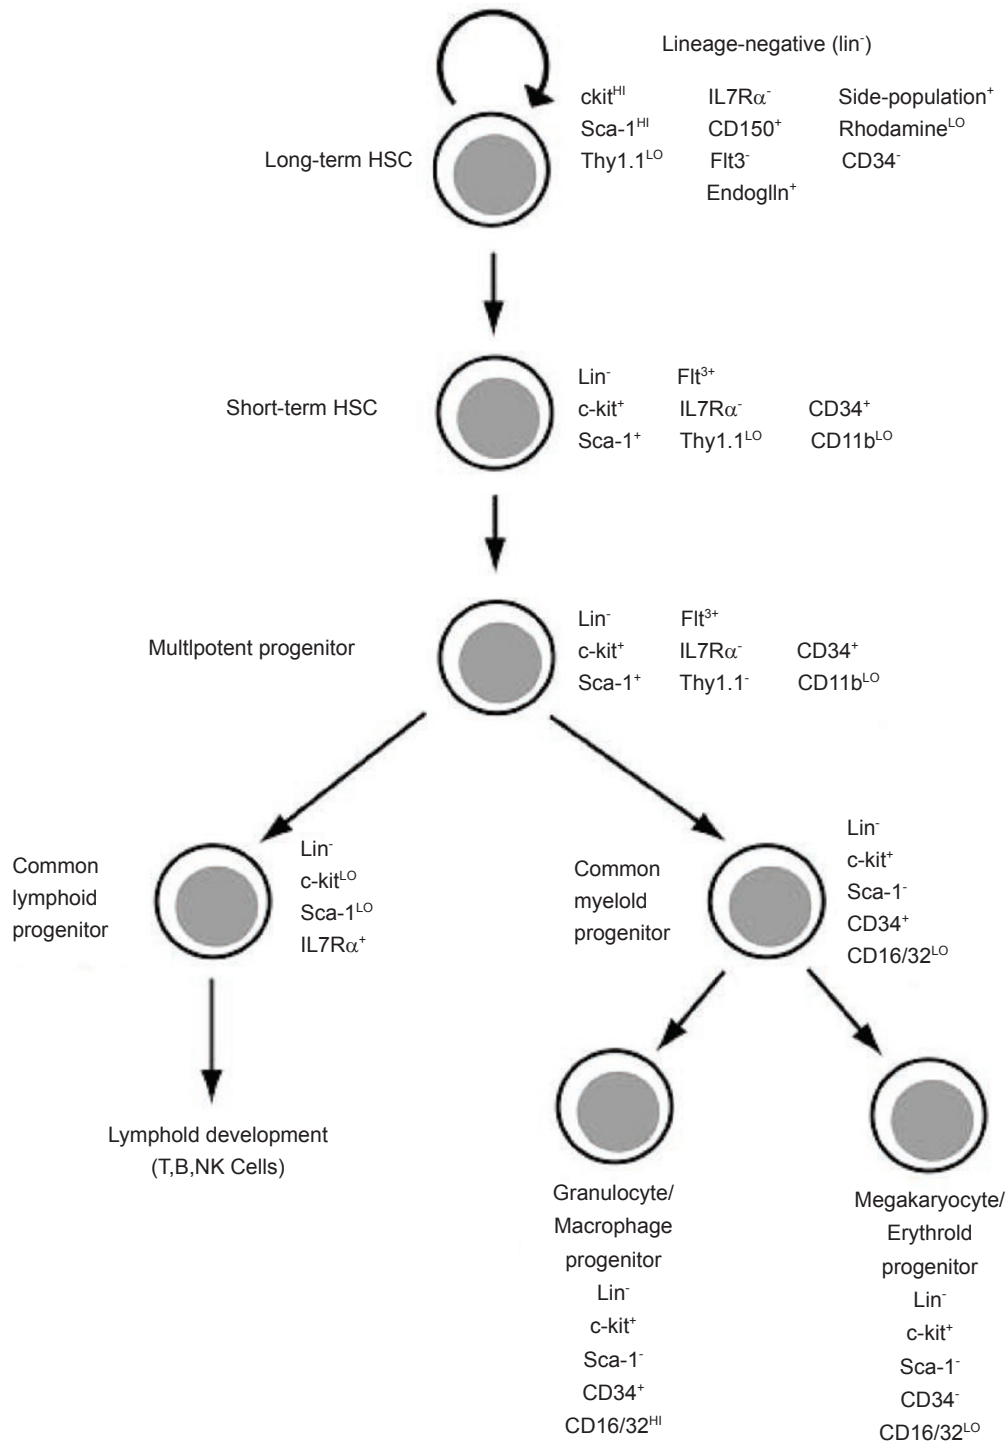 Lineage-negative (lin⁻)
ckitᴴᴵ IL7Rα⁻ Side-population⁺
Sca-1ᴴᴵ CD150⁺ Rhodamineᴸᴼ
Long-term HSC
Thy1.1ᴸᴼ Flt3⁻ CD34⁻
Endoglln⁺
Lin⁻ Flt³⁺
Short-term HSC
c-kit⁺ IL7Rα⁻ CD34⁺
Sca-1⁺ Thy1.1ᴸᴼ CD11bᴸᴼ
Lin⁻ Flt³⁺
Multlpotent progenitor
c-kit⁺ IL7Rα⁻ CD34⁺
Sca-1⁺ Thy1.1⁻ CD11bᴸᴼ
Common
lymphoid
progenitor
Lin⁻
c-kitᴸᴼ
Sca-1ᴸᴼ
IL7Rα⁺
Common
myelold
progenitor
Lin⁻
c-kit⁺
Sca-1⁻
CD34⁺
CD16/32ᴸᴼ
Lymphold development
(T,B,NK Cells)
Granulocyte/
Macrophage
progenitor
Lin⁻
c-kit⁺
Sca-1⁻
CD34⁺
CD16/32ᴴᴵ
Megakaryocyte/
Erythrold
progenitor
Lin⁻
c-kit⁺
Sca-1⁻
CD34⁻
CD16/32ᴸᴼ